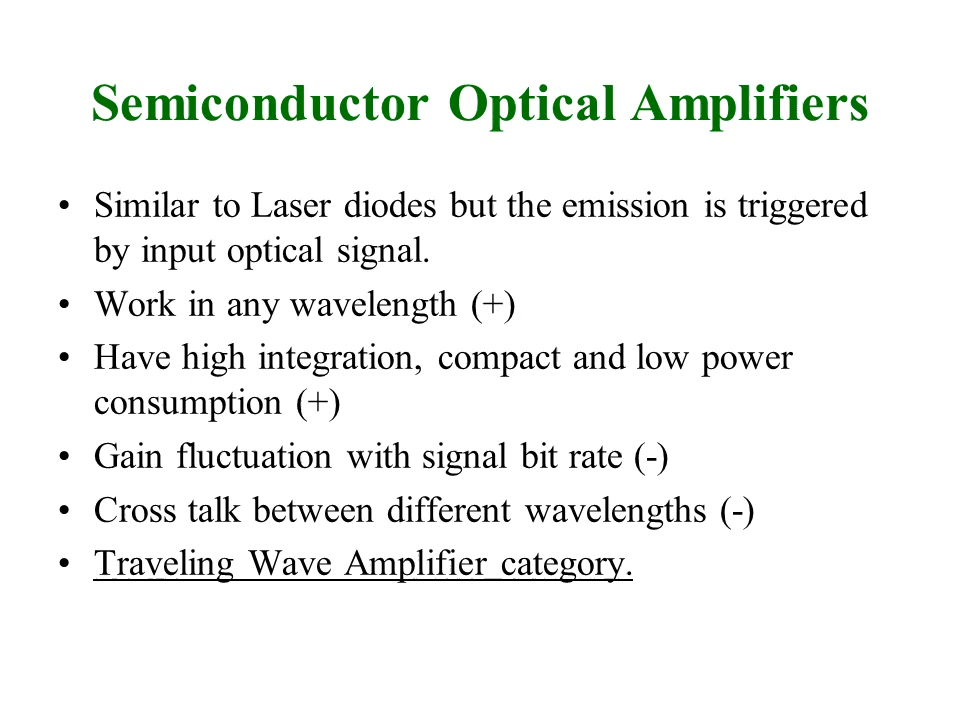 Semiconductor Optical Amplifiers
• Similar to Laser diodes but the emission is triggered
by input optical signal.
• Work in any wavelength (+)
• Have high integration, compact and low power
consumption (+)
• Gain fluctuation with signal bit rate (-)
• Cross talk between different wavelengths (-)
• Traveling Wave Amplifier category.